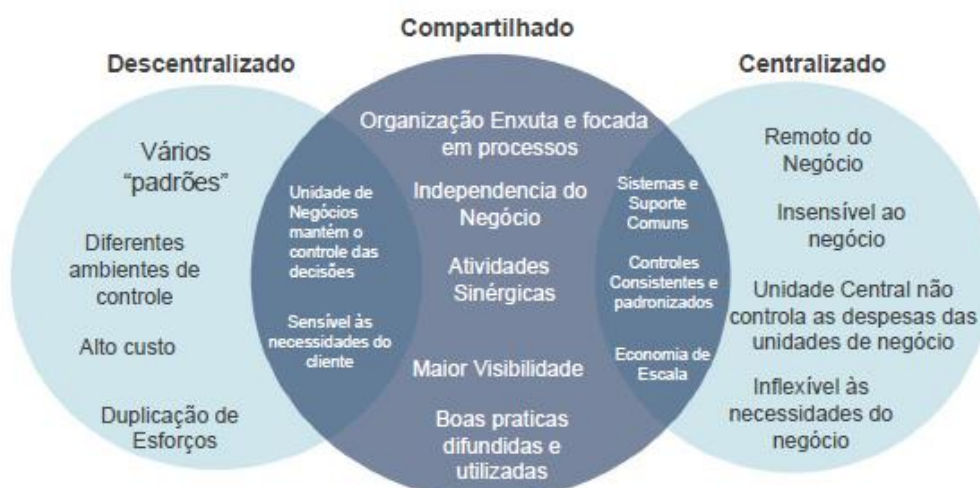 Compartilhado
Descentralizado
Centralizado
Vários
“padrões”
Diferentes
ambientes de
controle
Alto custo
Duplicação de
Esforços
Unidade de
Negócios
mantém o
controle das
decisões
Sensível às
necessidades do
cliente
Organização Enxuta e focada
em processos
Independencia do
Negócio
Atividades
Sinérgicas
Maior Visibilidade
Boas praticas
difundidas e
utilizadas
Sistemas e
Suporte
Comuns
Controles
Consistentes e
padronizados
Economia de
Escala
Remoto do
Negócio
Insensível ao
negócio
Unidade Central não
controla as despesas das
unidades de negócio
Inflexível às
necessidades do
negócio